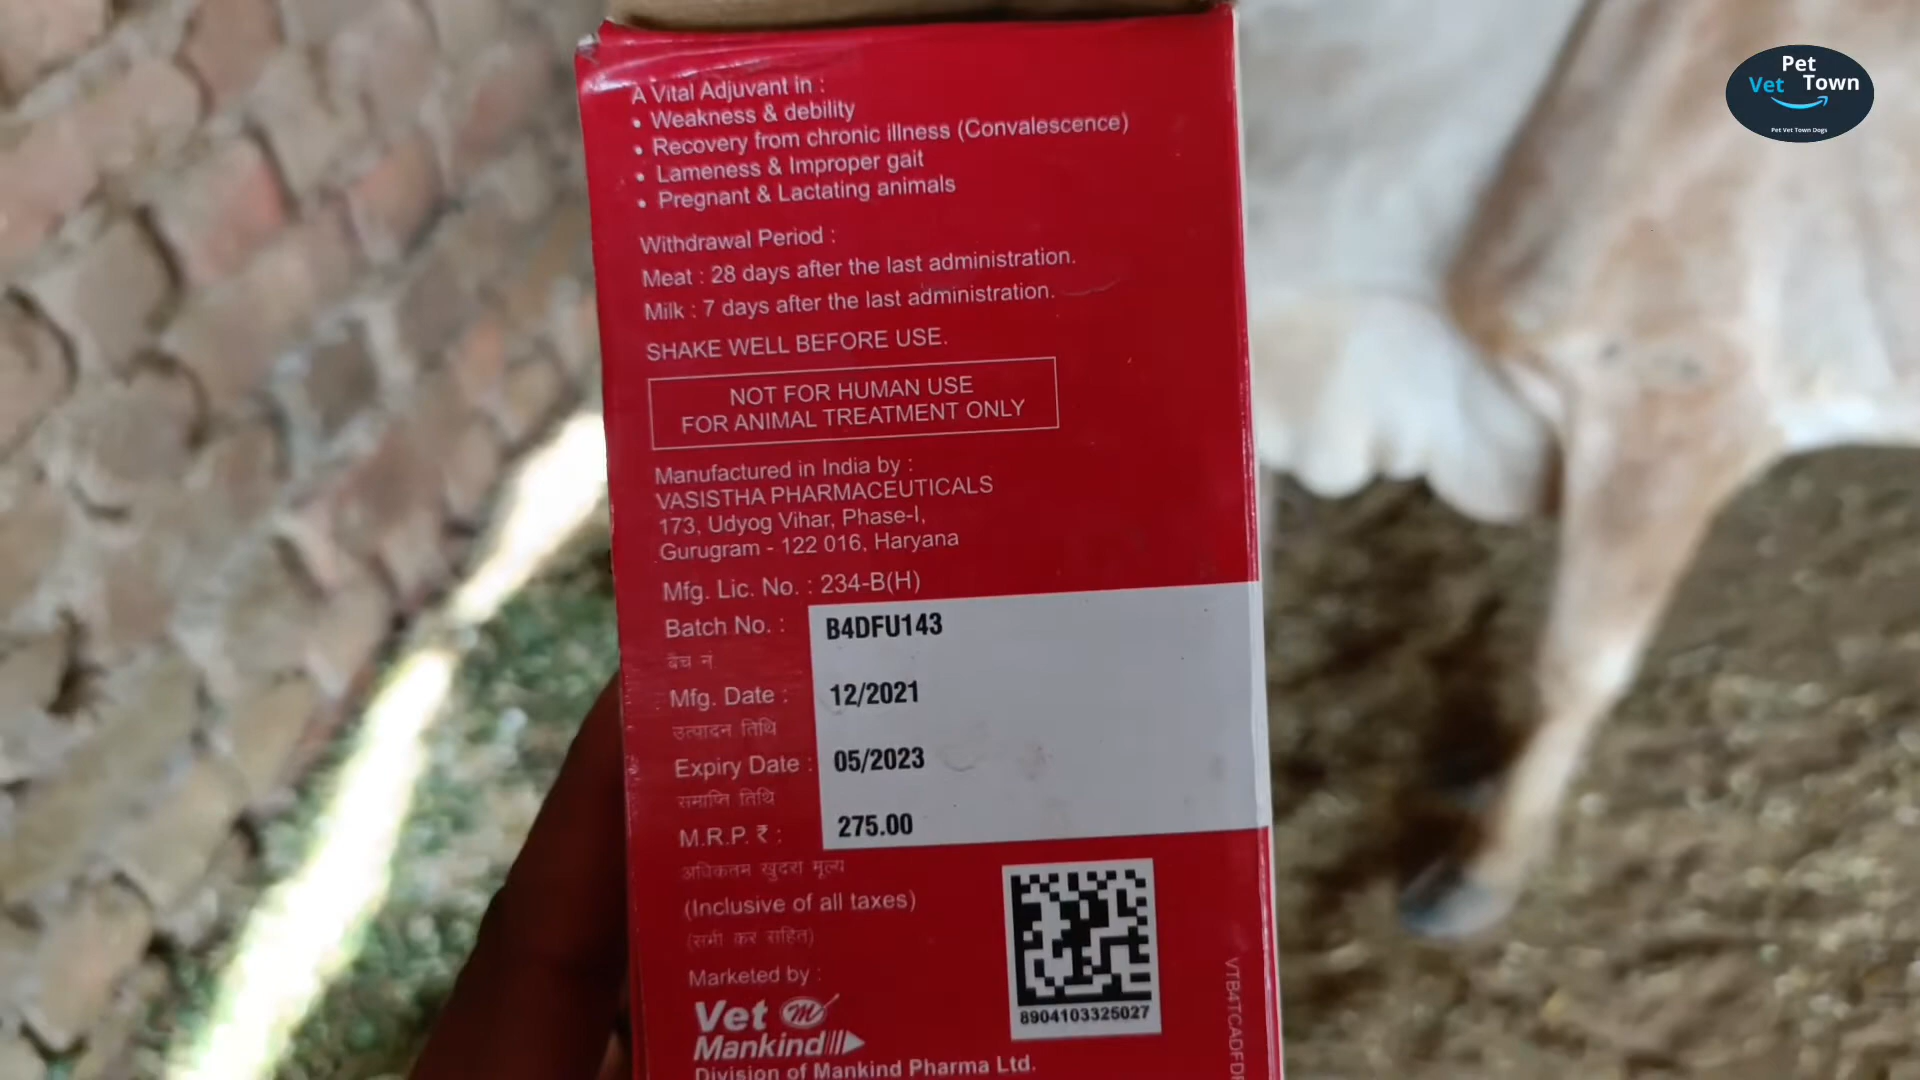 A Vital Adjuvant in :
• Weakness & debility
• Recovery from chronic illness (Convalescence)
• Lameness & Improper gait
• Pregnant & Lactating animals
Withdrawal Period :
Meat : 28 days after the last administration.
Milk : 7 days after the last administration.
SHAKE WELL BEFORE USE.
NOT FOR HUMAN USE
FOR ANIMAL TREATMENT ONLY
Manufactured in India by :
VASISTHA PHARMACEUTICALS
173, Udyog Vihar, Phase-I,
Gurugram - 122 016, Haryana
Mfg. Lic. No. : 234-B(H)
Batch No. : B4DFU143
बैच नं
Mfg. Date : 12/2021
उत्पादन तिथि
Expiry Date : 05/2023
समाप्ति तिथि
M.R.P. ₹ : 275.00
अधिकतम खुदरा मूल्य
(Inclusive of all taxes)
(सभी कर सहित)
Marketed by :
Vet
Mankind
Division of Mankind Pharma Ltd.
8904103325027
Pet
Vet Town
Pet Vet Town Dogs